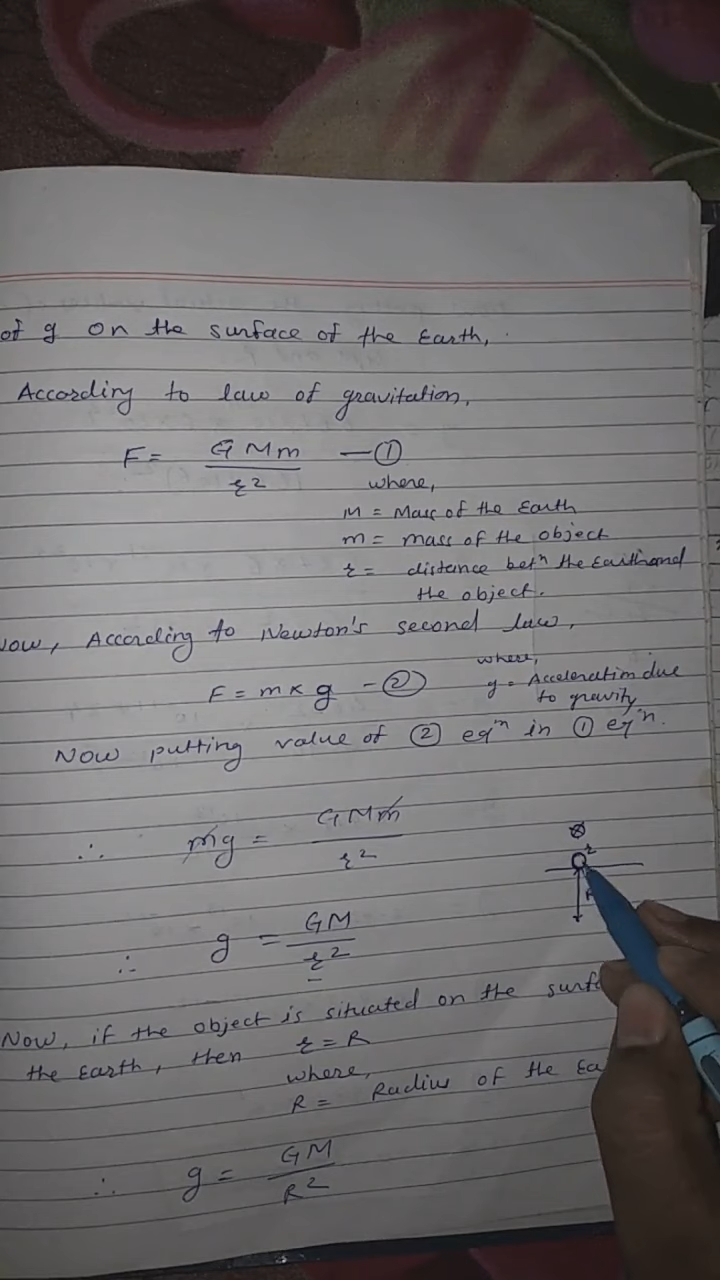 of g on the surface of the Earth,
According to law of gravitation,
F = GMm / r² — ①
where,
M = Mass of the Earth
m = mass of the object
r = distance betⁿ the Earth and
the object.
Now, According to Newton's second law,
F = m × g - ②
where,
g = Acceleration due
to gravity
Now putting value of ② eqⁿ in ① eqⁿ.
∴ mg = GMm / r²
⊗
r
R
∴ g = GM / r²
Now, if the object is situated on the surf
the Earth, then r = R
where,
R = Radius of the Ea
∴ g = GM / R²